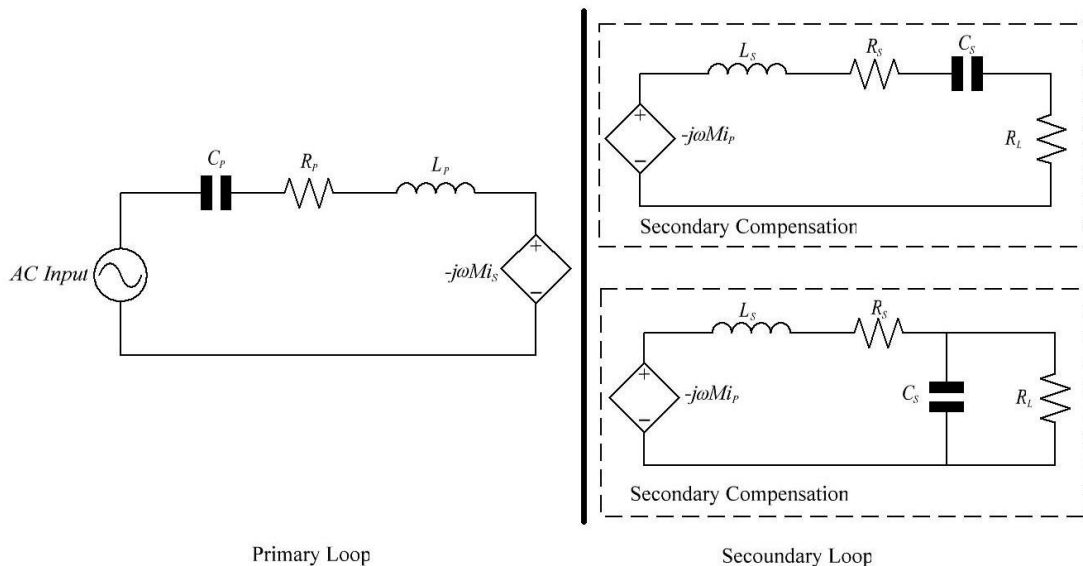 C_P
R_P
L_P
AC Input
-jωMi_S
+
−
L_S
R_S
C_S
+
−
-jωMi_P
R_L
Secondary Compensation
L_S
R_S
+
−
-jωMi_P
C_S
R_L
Secondary Compensation
Primary Loop
Secoundary Loop